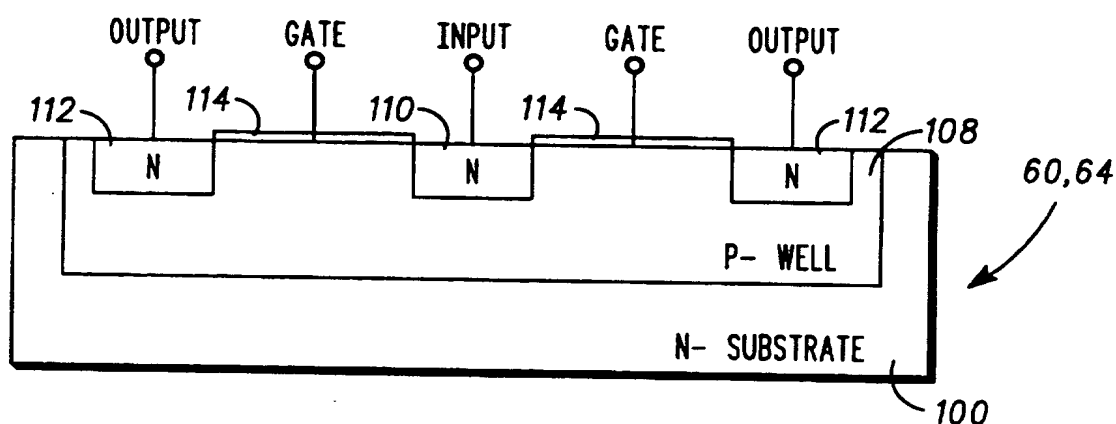 OUTPUT GATE INPUT GATE OUTPUT
112 114 110 114 112 108
N N N
60,64
P- WELL
N- SUBSTRATE
100